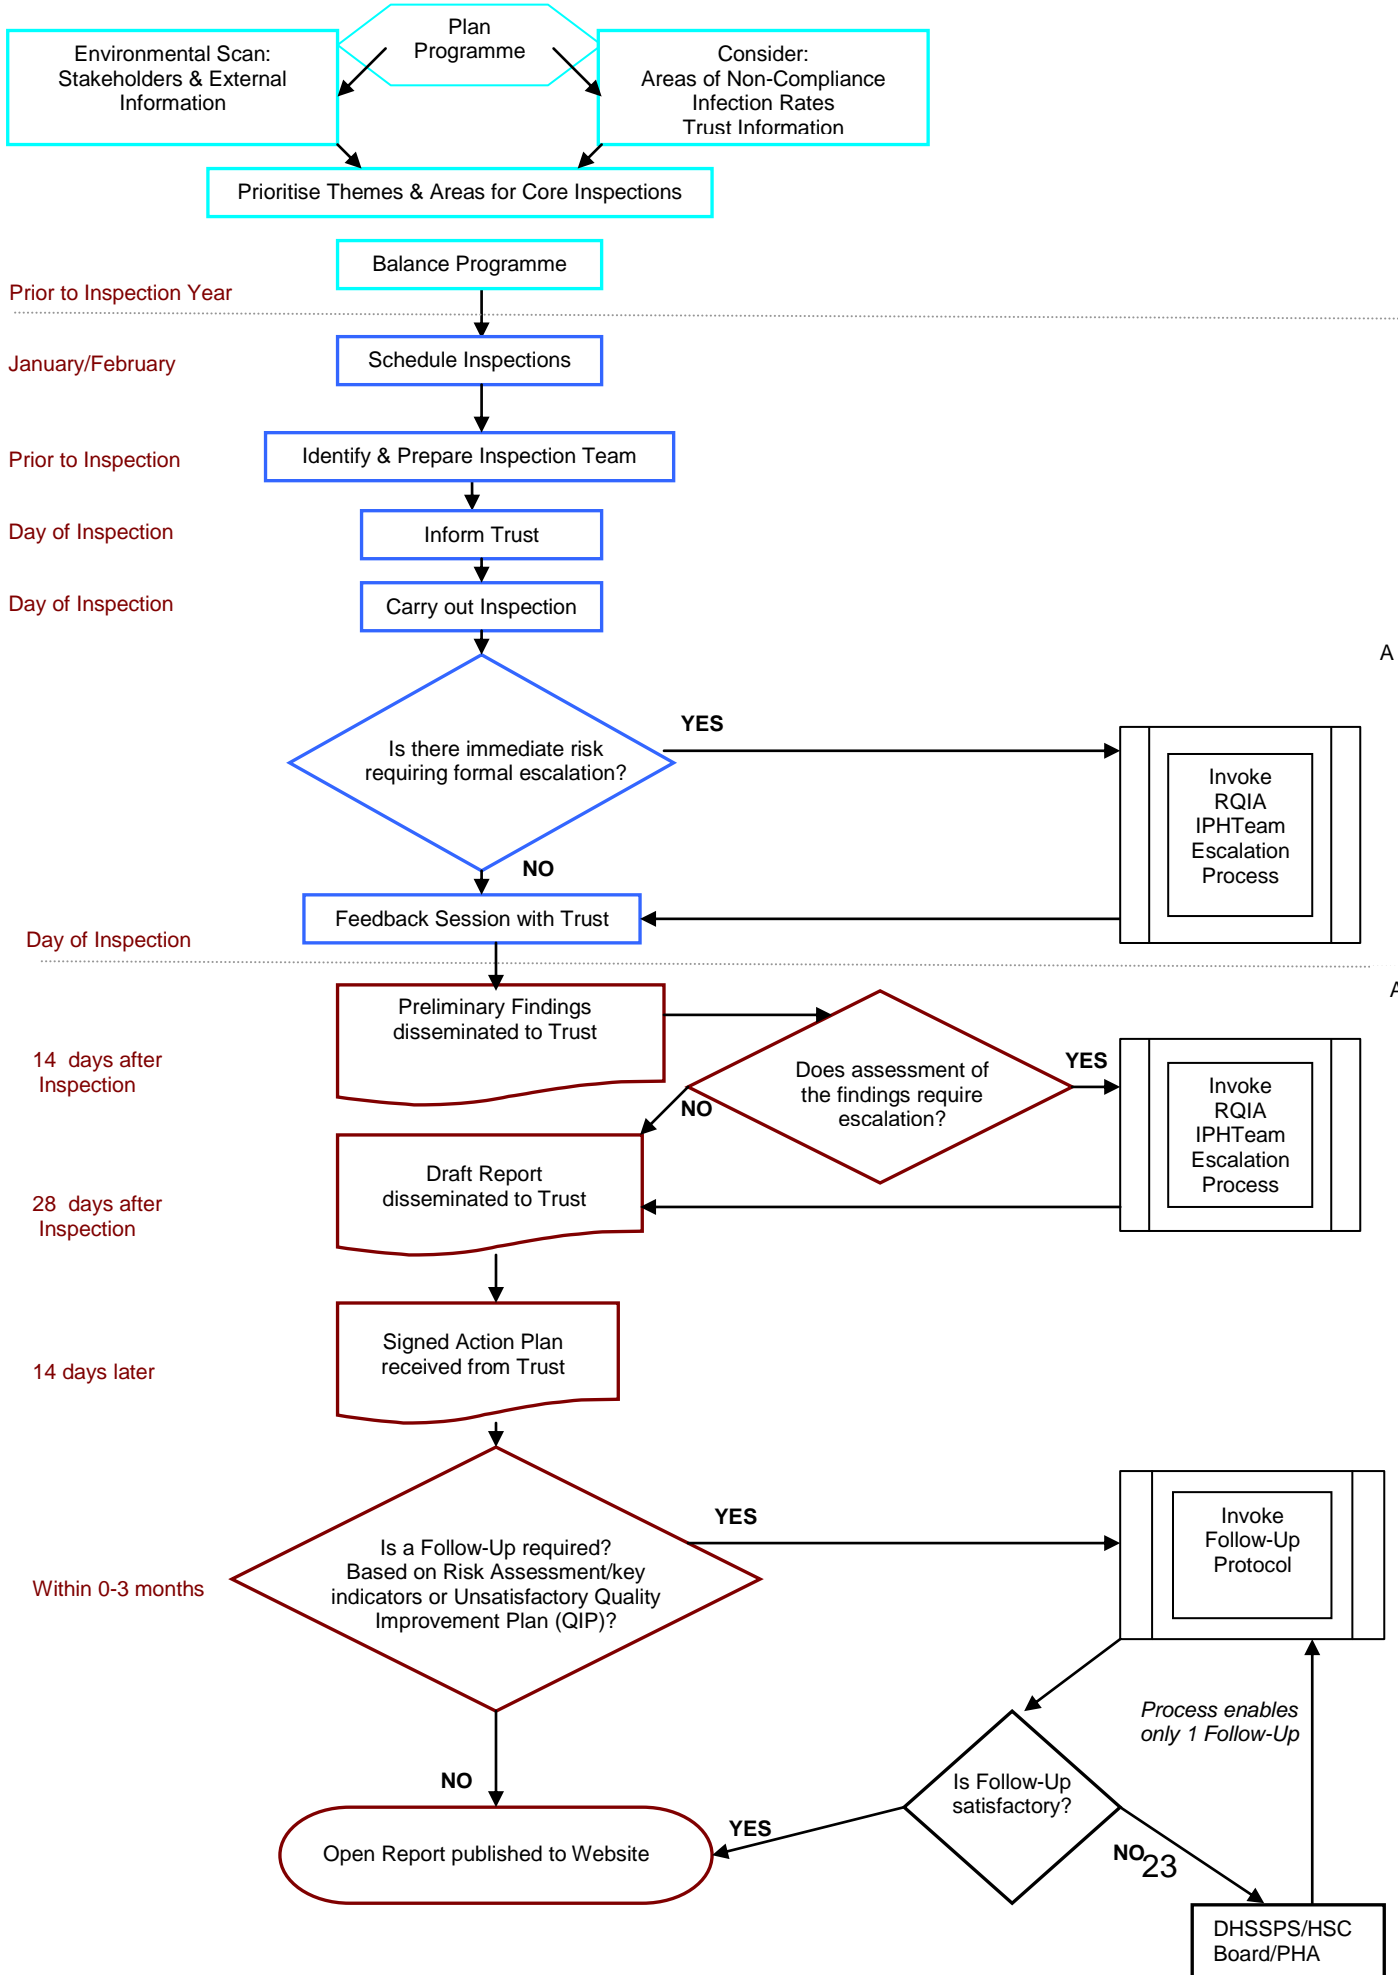 Plan
Programme
Environmental Scan:
Stakeholders & External
Information
Consider:
Areas of Non-Compliance
Infection Rates
Trust Information
Prioritise Themes & Areas for Core Inspections
Balance Programme
Prior to Inspection Year
January/February
Schedule Inspections
Prior to Inspection
Identify & Prepare Inspection Team
Day of Inspection
Inform Trust
Day of Inspection
Carry out Inspection
A
Is there immediate risk
requiring formal escalation?
YES
Invoke
RQIA
IPHTeam
Escalation
Process
NO
Feedback Session with Trust
Day of Inspection
A
Preliminary Findings
disseminated to Trust
14  days after
Inspection
Does assessment of
the findings require
escalation?
YES
NO
Invoke
RQIA
IPHTeam
Escalation
Process
Draft Report
disseminated to Trust
28  days after
Inspection
Signed Action Plan
received from Trust
14 days later
Is a Follow-Up required?
Based on Risk Assessment/key
indicators or Unsatisfactory Quality
Improvement Plan (QIP)?
Within 0-3 months
YES
Invoke
Follow-Up
Protocol
Process enables
only 1 Follow-Up
NO
Is Follow-Up
satisfactory?
YES
NO
23
Open Report published to Website
DHSSPS/HSC
Board/PHA